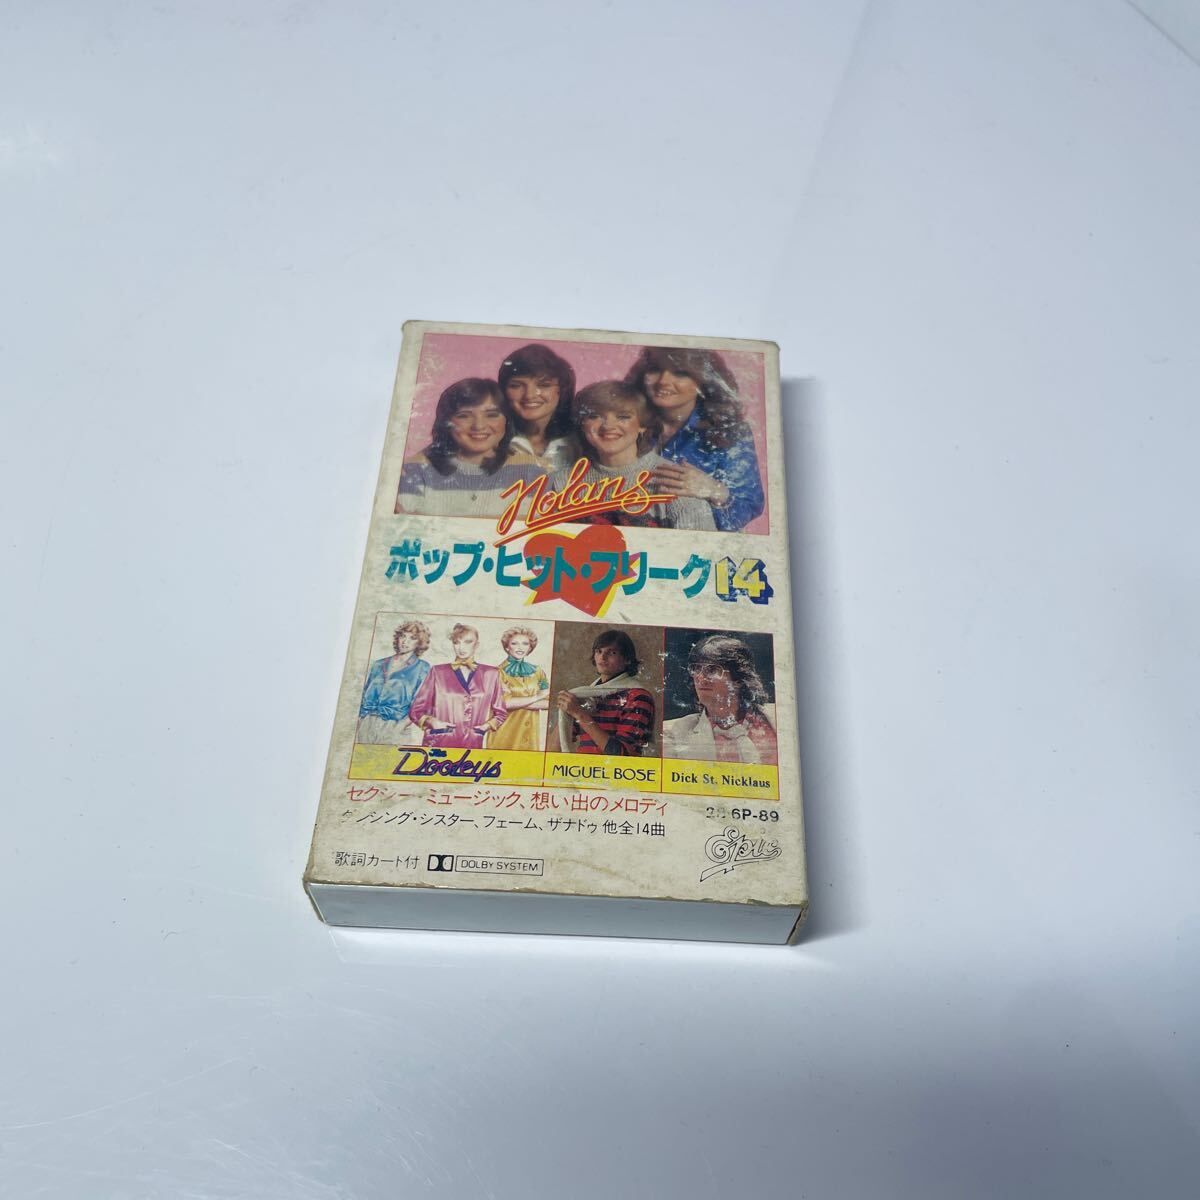 Nolans
ポップ・ヒット・フリーク14
The Dooleys
MIGUEL BOSE
Dick St. Nicklaus
セクシー・ミュージック、想い出のメロディ
ダンシング・シスター、フェーム、ザナドゥ 他全14曲
6P-89
歌詞カード付 DOLBY SYSTEM
Epic